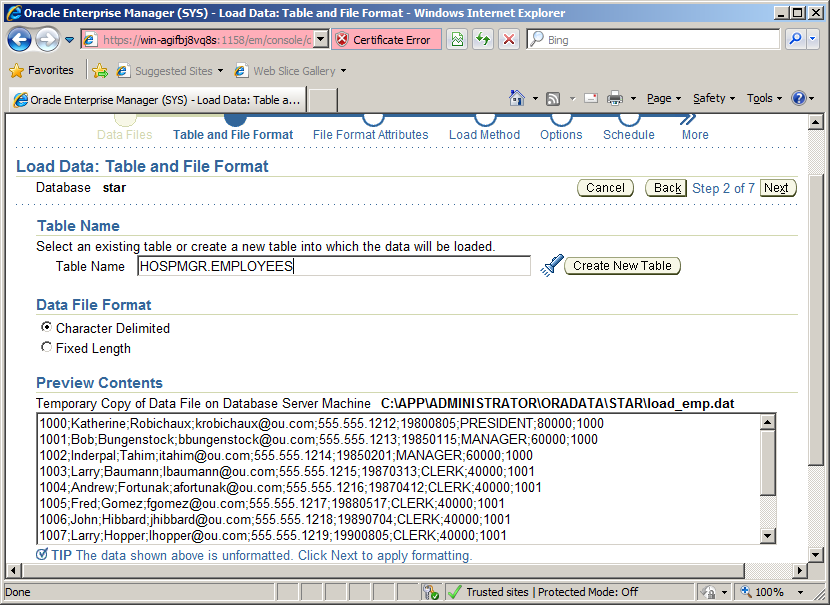 Oracle Enterprise Manager (SYS) - Load Data: Table and File Format - Windows Internet Explorer
https://win-agifbj8vq8s:1158/em/console/c Certificate Error Bing
Favorites Suggested Sites Web Slice Gallery
Oracle Enterprise Manager (SYS) - Load Data: Table a... Page Safety Tools
Data Files Table and File Format File Format Attributes Load Method Options Schedule More
Load Data: Table and File Format
Database star Cancel Back Step 2 of 7 Next
Table Name
Select an existing table or create a new table into which the data will be loaded.
Table Name HOSPMGR.EMPLOYEES Create New Table
Data File Format
Character Delimited
Fixed Length
Preview Contents
Temporary Copy of Data File on Database Server Machine C:\APP\ADMINISTRATOR\ORADATA\STAR\load_emp.dat
1000;Katherine;Robichaux;krobichaux@ou.com;555.555.1212;19800805;PRESIDENT;80000;1000
1001;Bob;Bungenstock;bbungenstock@ou.com;555.555.1213;19850115;MANAGER;60000;1000
1002;Inderpal;Tahim;itahim@ou.com;555.555.1214;19850201;MANAGER;60000;1000
1003;Larry;Baumann;lbaumann@ou.com;555.555.1215;19870313;CLERK;40000;1001
1004;Andrew;Fortunak;afortunak@ou.com;555.555.1216;19870412;CLERK;40000;1001
1005;Fred;Gomez;fgomez@ou.com;555.555.1217;19880517;CLERK;40000;1001
1006;John;Hibbard;jhibbard@ou.com;555.555.1218;19890704;CLERK;40000;1001
1007;Larry;Hopper;lhopper@ou.com;555.555.1219;19900805;CLERK;40000;1001
TIP The data shown above is unformatted. Click Next to apply formatting.
Done Trusted sites | Protected Mode: Off 100%